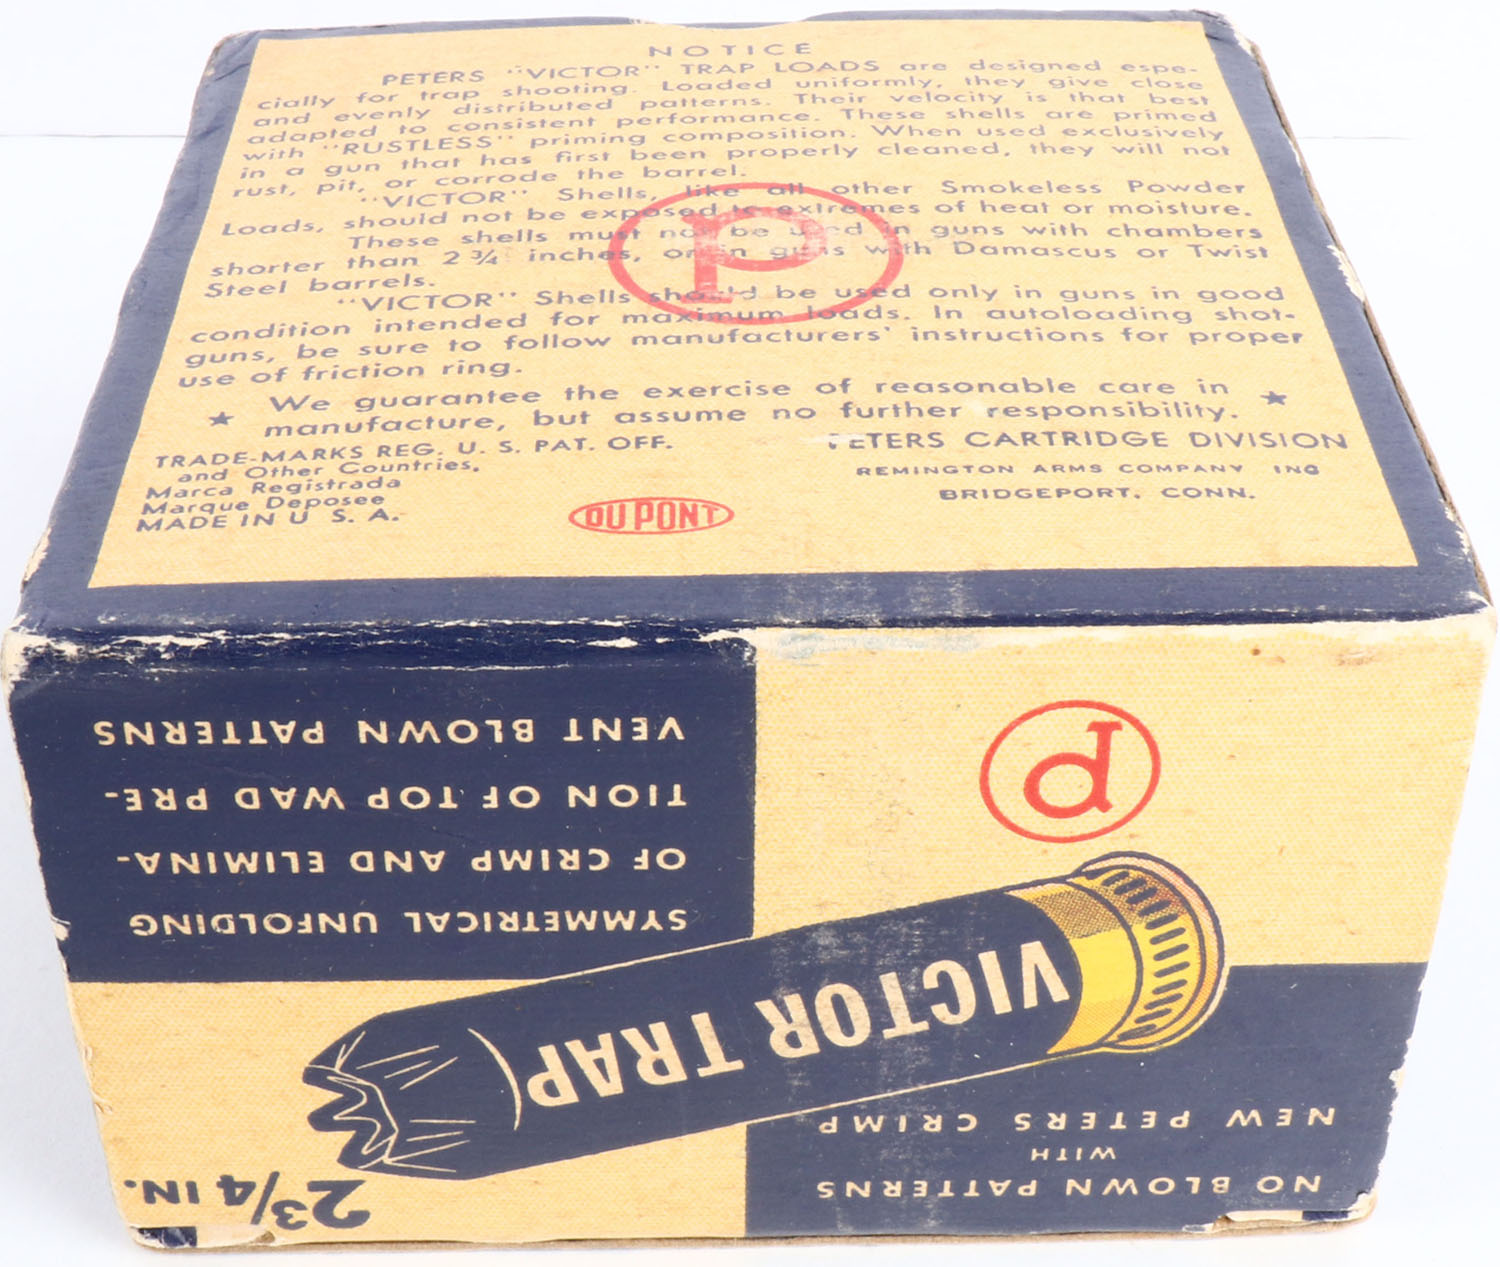 NOTICE
PETERS "VICTOR" TRAP LOADS are designed espe-
cially for trap shooting. Loaded uniformly, they give close
and evenly distributed patterns. Their velocity is that best
adapted to consistent performance. These shells are primed
with "RUSTLESS" priming composition. When used exclusively
in a gun that has first been properly cleaned, they will not
rust, pit, or corrode the barrel.
"VICTOR" Shells, like all other Smokeless Powder
Loads, should not be exposed to extremes of heat or moisture.
These shells must not be used in guns with chambers
shorter than 2 3/4 inches, or in guns with Damascus or Twist
Steel barrels.
"VICTOR" Shells should be used only in guns in good
condition intended for maximum loads. In autoloading shot-
guns, be sure to follow manufacturers' instructions for proper
use of friction ring.
★ We guarantee the exercise of reasonable care in ★
manufacture, but assume no further responsibility.
TRADE-MARKS REG. U. S. PAT. OFF.
and Other Countries.
Marca Registrada
Marque Deposee
MADE IN U S. A.
PETERS CARTRIDGE DIVISION
REMINGTON ARMS COMPANY INC
BRIDGEPORT, CONN.
DU PONT
P
NO BLOWN PATTERNS
WITH
NEW PETERS CRIMP
2 3/4 IN.
VICTOR TRAP
P
SYMMETRICAL UNFOLDING
OF CRIMP AND ELIMINA-
TION OF TOP WAD PRE-
VENT BLOWN PATTERNS